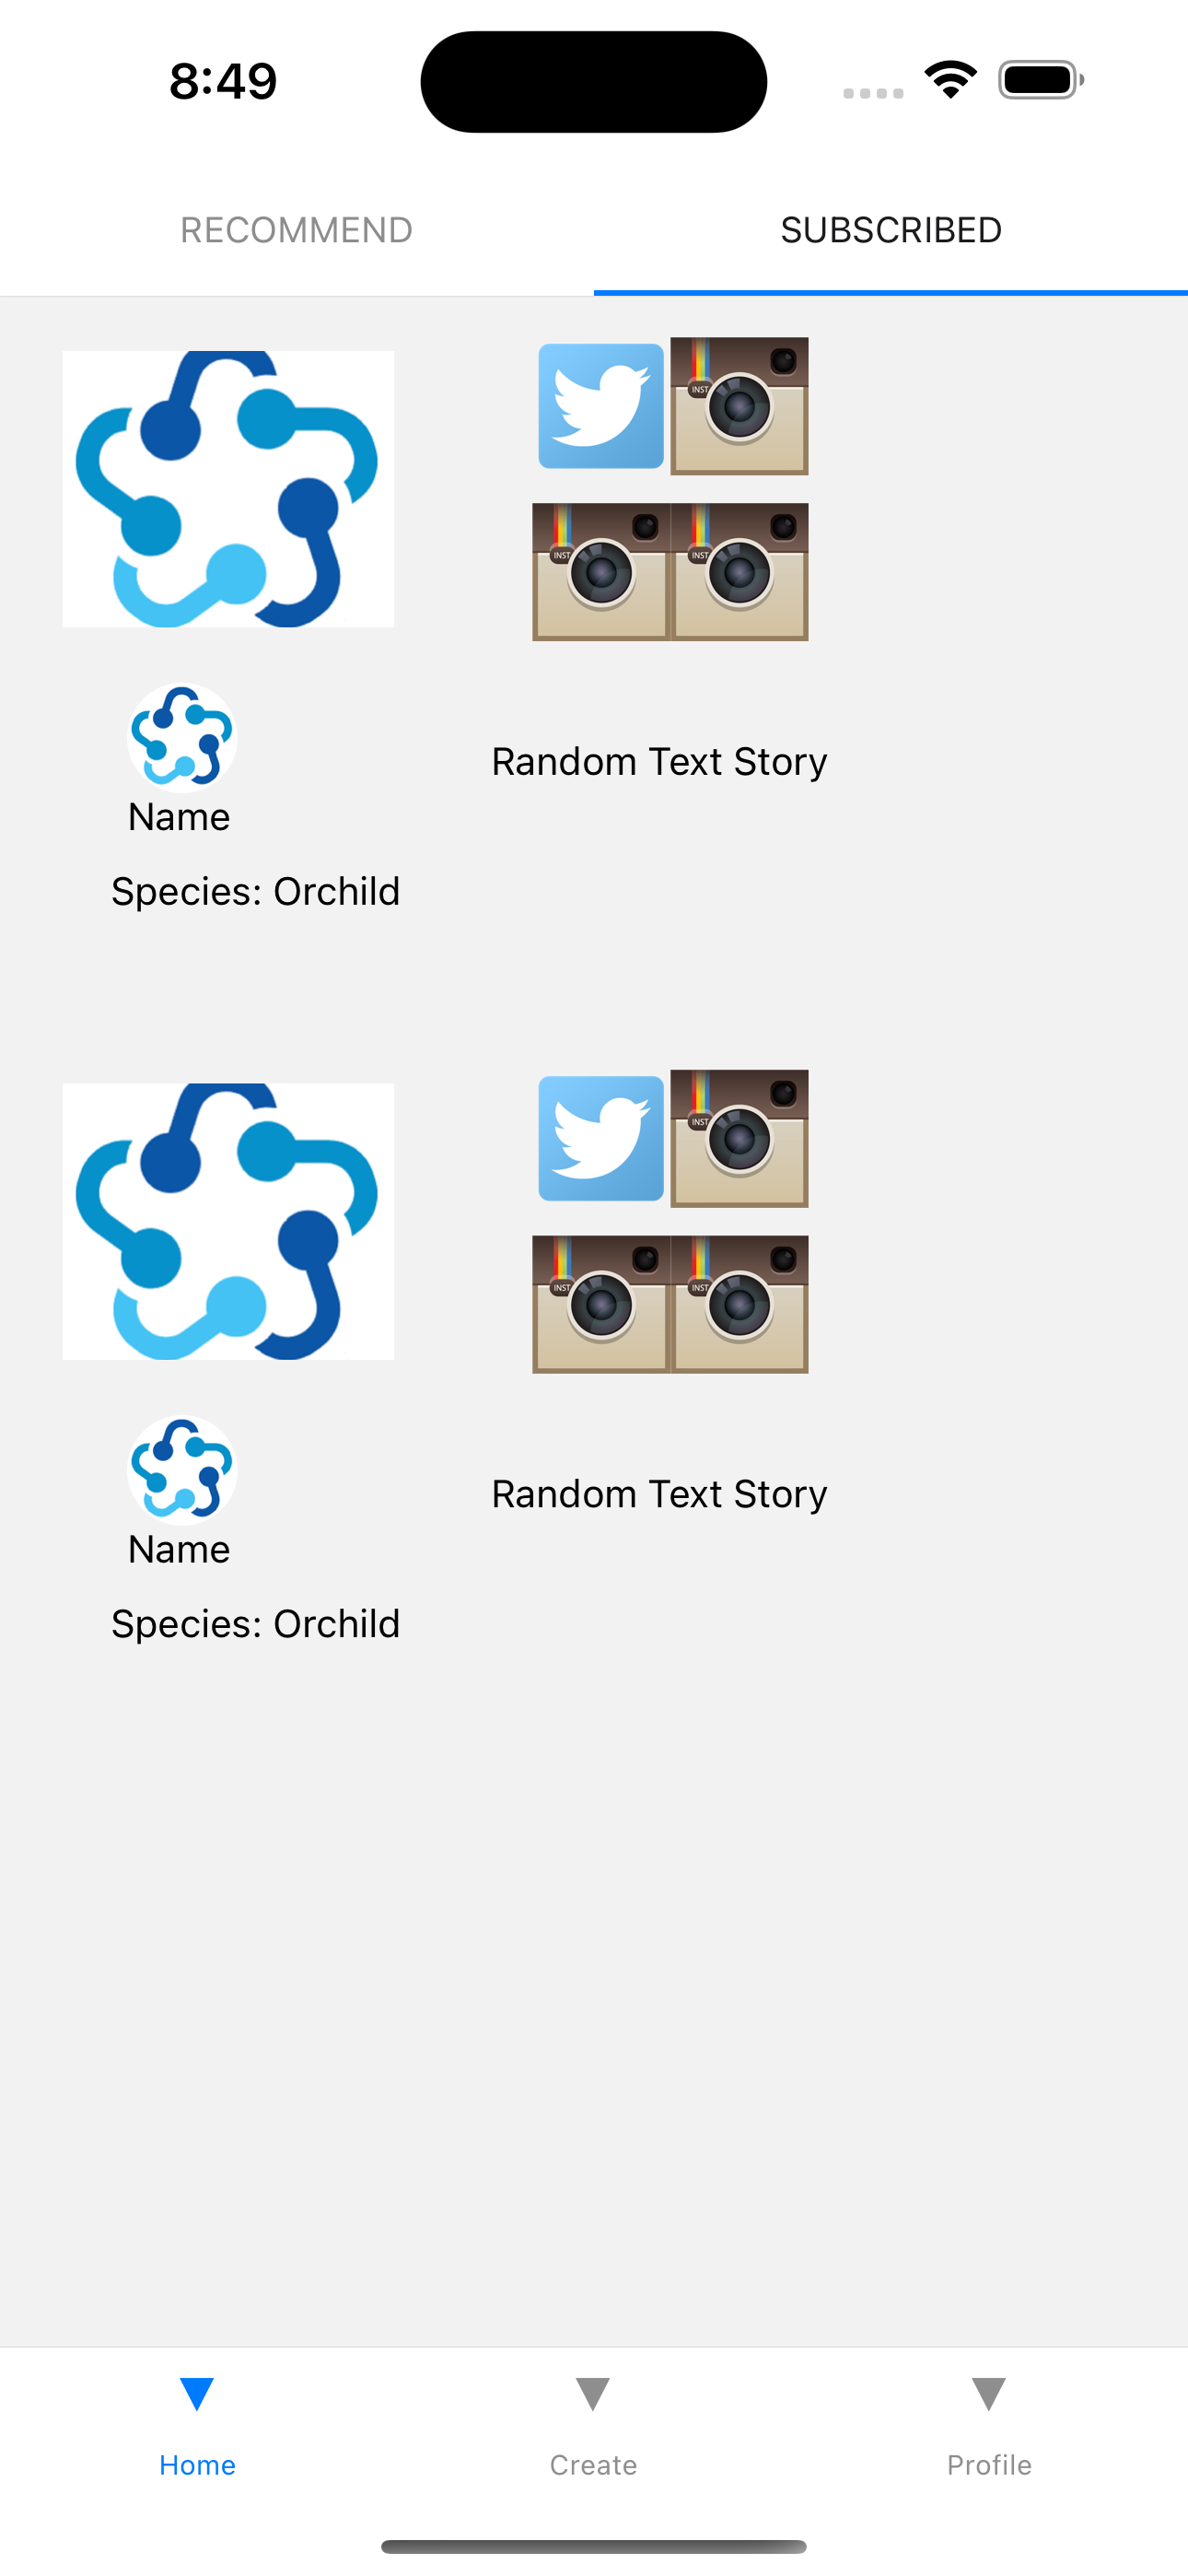 8:49
RECOMMEND
SUBSCRIBED
INST
INST
INST
Name
Random Text Story
Species: Orchild
INST
INST
INST
Name
Random Text Story
Species: Orchild
Home
Create
Profile